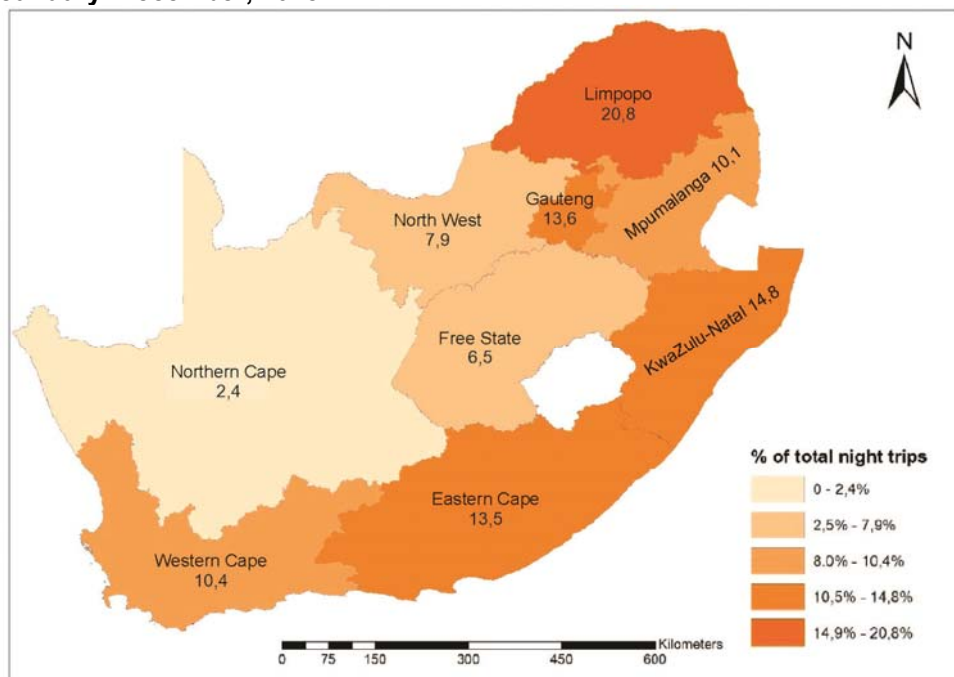 N
Limpopo
20,8
Mpumalanga 10,1
Gauteng
13,6
North West
7,9
KwaZulu-Natal 14,8
Free State
6,5
Northern Cape
2,4
Eastern Cape
13,5
Western Cape
10,4
% of total night trips
0 - 2,4%
2,5% - 7,9%
8,0% - 10,4%
10,5% - 14,8%
14,9% - 20,8%
Kilometers
0 75 150 300 450 600